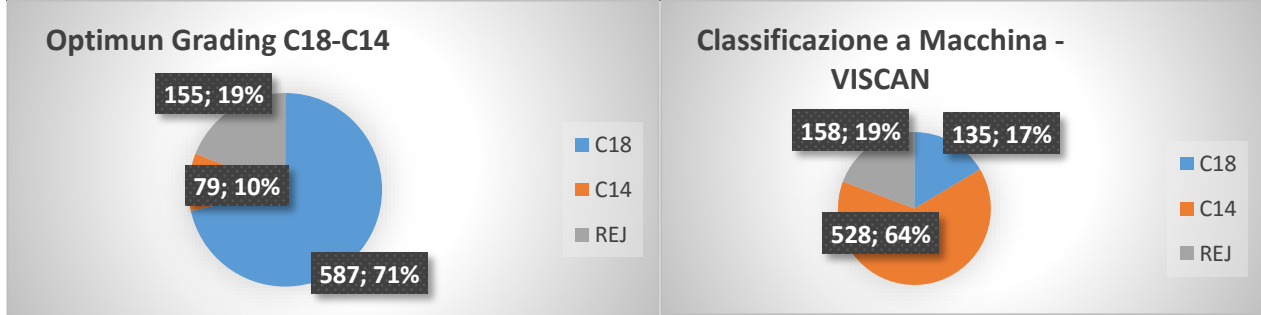 Optimun Grading C18-C14
155; 19%
79; 10%
587; 71%
C18
C14
REJ
Classificazione a Macchina -
VISCAN
158; 19%
135; 17%
528; 64%
C18
C14
REJ